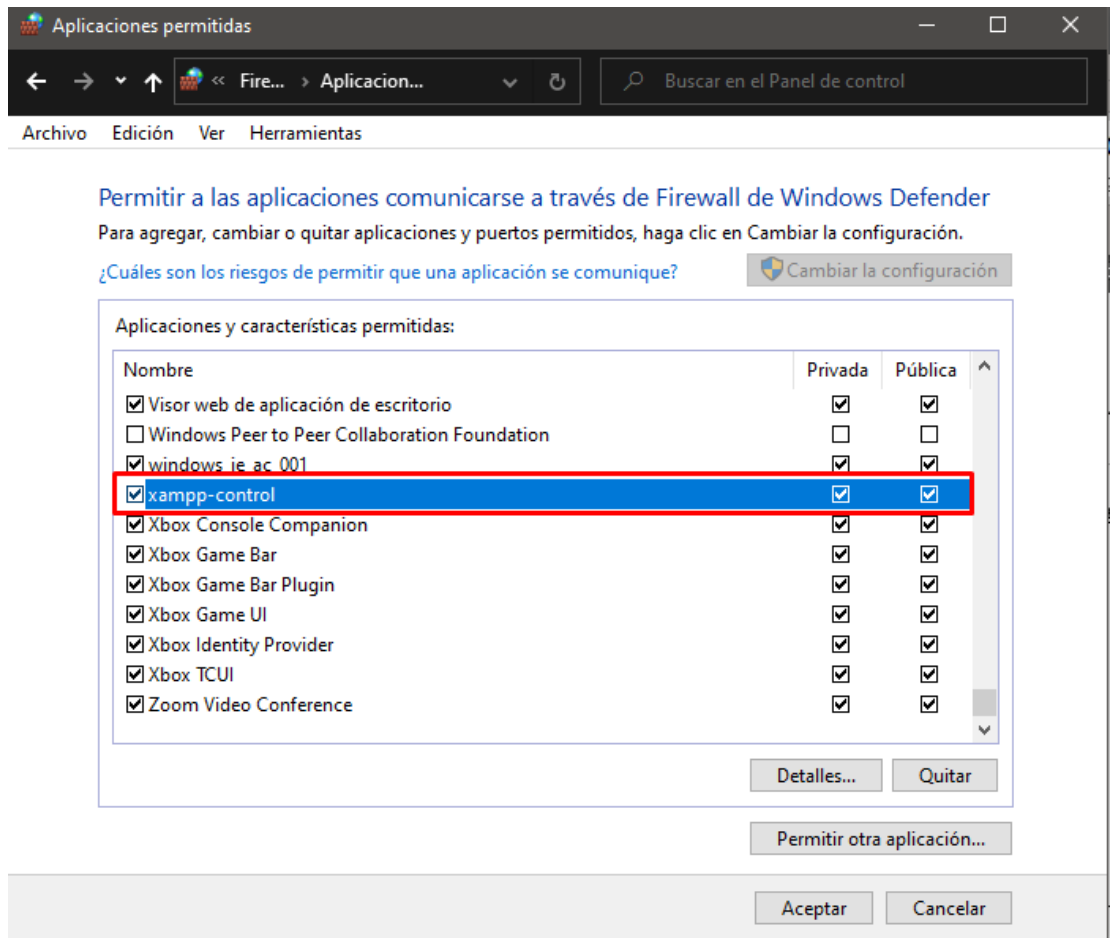 Aplicaciones permitidas
Fire... Aplicacion... Buscar en el Panel de control
Archivo Edición Ver Herramientas
Permitir a las aplicaciones comunicarse a través de Firewall de Windows Defender
Para agregar, cambiar o quitar aplicaciones y puertos permitidos, haga clic en Cambiar la configuración.
¿Cuáles son los riesgos de permitir que una aplicación se comunique? Cambiar la configuración
Aplicaciones y características permitidas:
Nombre Privada Pública
Visor web de aplicación de escritorio
Windows Peer to Peer Collaboration Foundation
windows_ie_ac_001
xampp-control
Xbox Console Companion
Xbox Game Bar
Xbox Game Bar Plugin
Xbox Game UI
Xbox Identity Provider
Xbox TCUI
Zoom Video Conference
Detalles... Quitar
Permitir otra aplicación...
Aceptar Cancelar